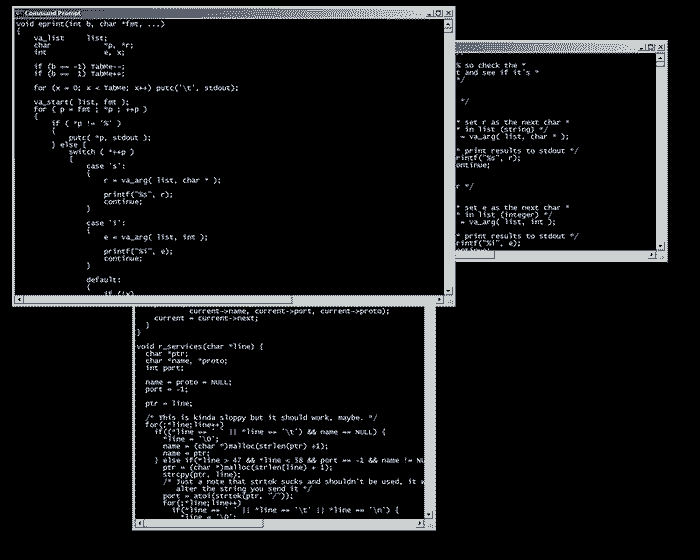 Command Prompt
void eprint(int b, char *fmt, ...)
{
va_list list;
char *p, *r;
int e, x;
if (b == -1) TabMe--;
if (b == 1) TabMe++;
for (x = 0; x < TabMe; x++) putc('\t', stdout);
va_start( list, fmt );
for ( p = fmt ; *p ; ++p )
{
if ( *p != '%' )
{
putc( *p, stdout );
} else {
switch ( *++p )
{
case 's':
{
r = va_arg( list, char * );
printf("%s", r);
continue;
}
case 'i':
{
e = va_arg( list, int );
printf("%i", e);
continue;
}
default:
{
if (!x)
% so check the *
t and see if it's *
*/
*/
* set r as the next char *
* in list (string) */
= va_arg( list, char * );
* print results to stdout */
rintf("%s", r);
continue;
r */
* set e as the next char *
* in list (integer) */
= va_arg( list, int );
* print results to stdout */
rintf("%i", e);
continue;
current->name, current->port, current->proto);
current = current->next;
}
}
void r_services(char *line) {
char *ptr;
char *name, *proto;
int port;
name = proto = NULL;
port = -1;
ptr = line;
/* This is kinda sloppy but it should work, maybe. */
for(;*line;line++)
if((*line == ' ' || *line == '\t') && name == NULL) {
*line = '\0';
name = (char *)malloc(strlen(ptr) +1);
name = ptr;
} else if(*line > 47 && *line < 58 && port == -1 && name != NU
ptr = (char *)malloc(strlen(line) + 1);
strcpy(ptr, line);
/* Just a note that strtok sucks and shouldn't be used, it w
alter the string you send it */
port = atoi(strtok(ptr, "/"));
for(;*line;line++)
if(*line == ' ' || *line == '\t' || *line == '\n') {
*line = '\0';